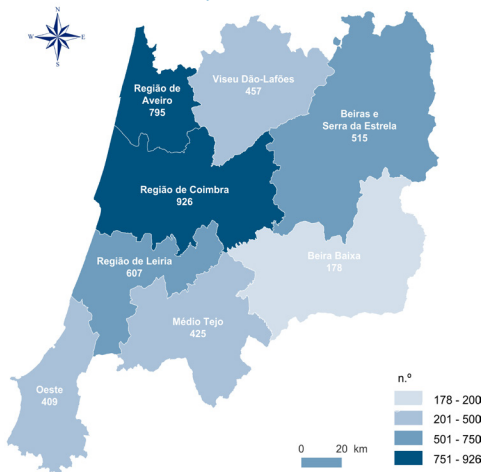 N
W E
S
Região de
Aveiro
795
Viseu Dão-Lafões
457
Beiras e
Serra da Estrela
515
Região de Coimbra
926
Região de Leiria
607
Beira Baixa
178
Médio Tejo
425
Oeste
409
n.º
178 - 200
201 - 500
501 - 750
751 - 926
0 20 km